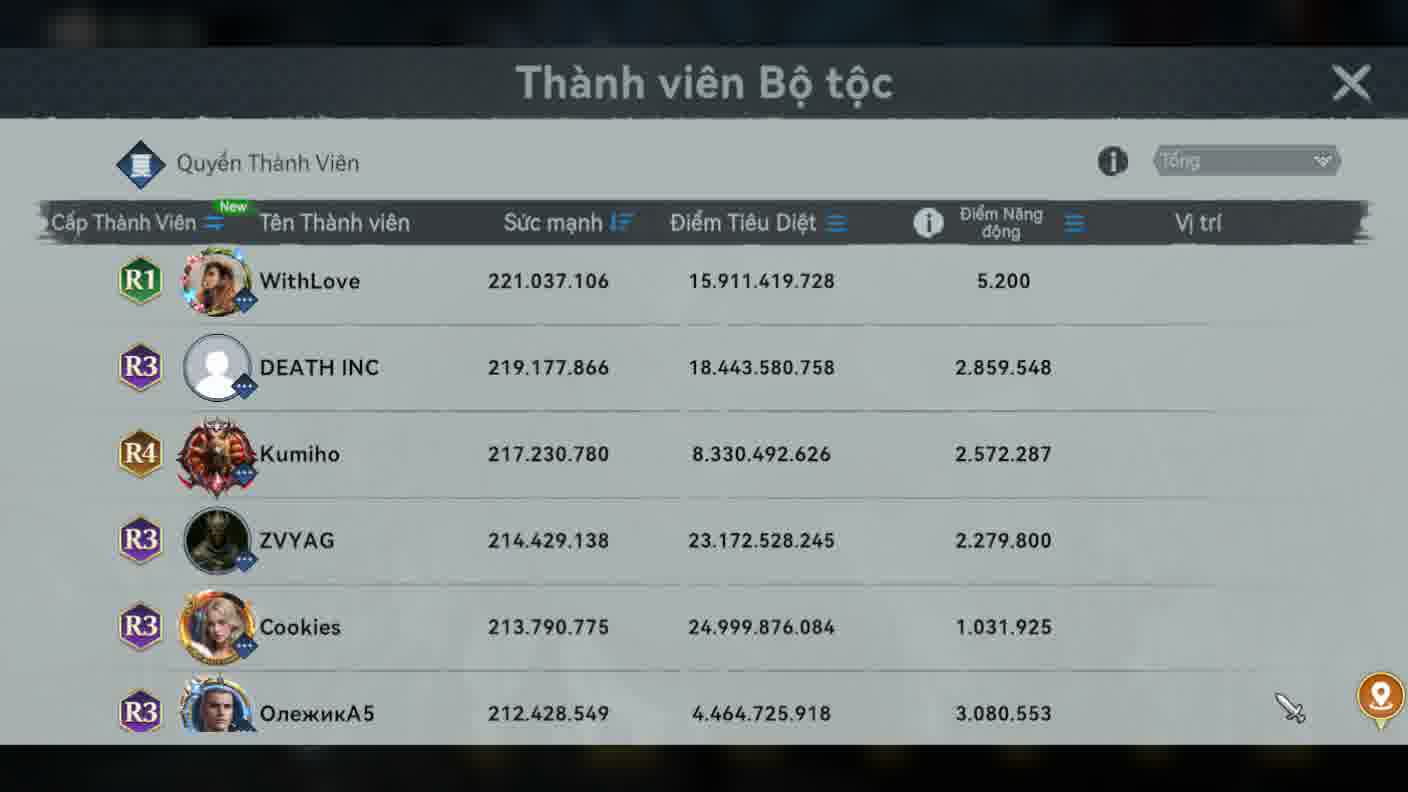 Thành viên Bộ tộc
Quyền Thành Viên
Tổng
Cấp Thành Viên New Tên Thành viên Sức mạnh Điểm Tiêu Diệt Điểm Năng động Vị trí
R1 WithLove 221.037.106 15.911.419.728 5.200
R3 DEATH INC 219.177.866 18.443.580.758 2.859.548
R4 Kumiho 217.230.780 8.330.492.626 2.572.287
R3 ZVYAG 214.429.138 23.172.528.245 2.279.800
R3 Cookies 213.790.775 24.999.876.084 1.031.925
R3 ОлежикА5 212.428.549 4.464.725.918 3.080.553